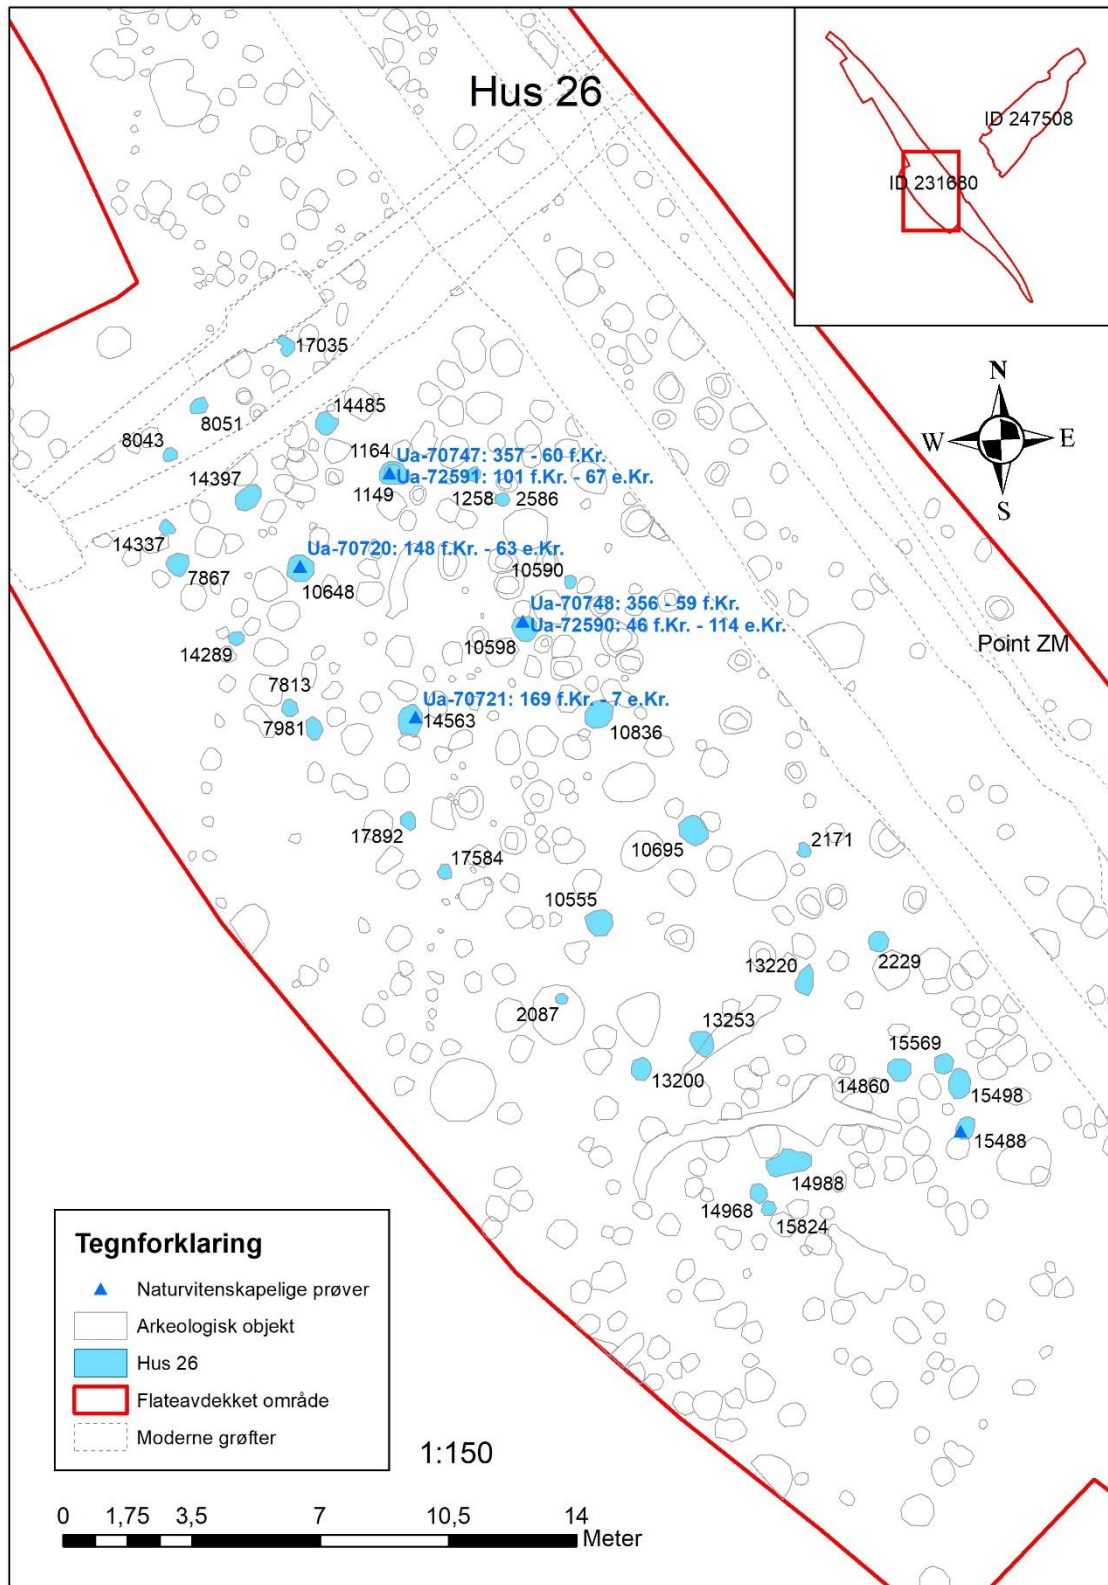 Hus 26
ID 247508
ID 231680
N
W
E
S
17035
8051
14485
8043
1164
Ua-70747: 357 - 60 f.Kr.
14397
Ua-72591: 101 f.Kr. - 67 e.Kr.
1149
1258
2586
14337
Ua-70720: 148 f.Kr. - 63 e.Kr.
7867
10648
10590
Ua-70748: 356 - 59 f.Kr.
Ua-72590: 46 f.Kr. - 114 e.Kr.
14289
10598
Point ZM
7813
Ua-70721: 169 f.Kr. - 7 e.Kr.
7981
14563
10836
17892
10695
2171
17584
10555
2229
13220
2087
13253
15569
13200
14860
15498
15488
14988
14968
15824
Tegnforklaring
Naturvitenskapelige prøver
Arkeologisk objekt
Hus 26
Flateavdekket område
Moderne grøfter
1:150
0 1,75 3,5 7 10,5 14
Meter